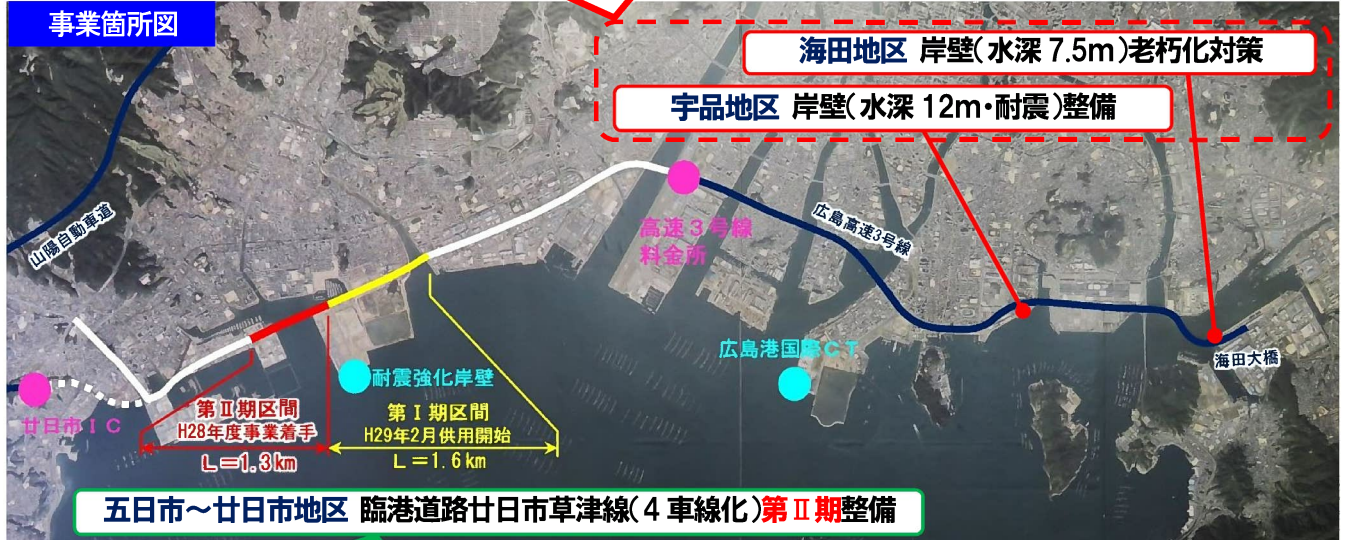 事業箇所図
海田地区 岸壁(水深 7.5m)老朽化対策
宇品地区 岸壁(水深 12m・耐震)整備
山陽自動車道
高速3号線
料金所
広島高速3号線
広島港国際CT
海田大橋
耐震強化岸壁
廿日市IC
第Ⅱ期区間
H28年度事業着手
L=1.3km
第Ⅰ期区間
H29年2月供用開始
L=1.6km
五日市~廿日市地区 臨港道路廿日市草津線(4車線化)第Ⅱ期整備